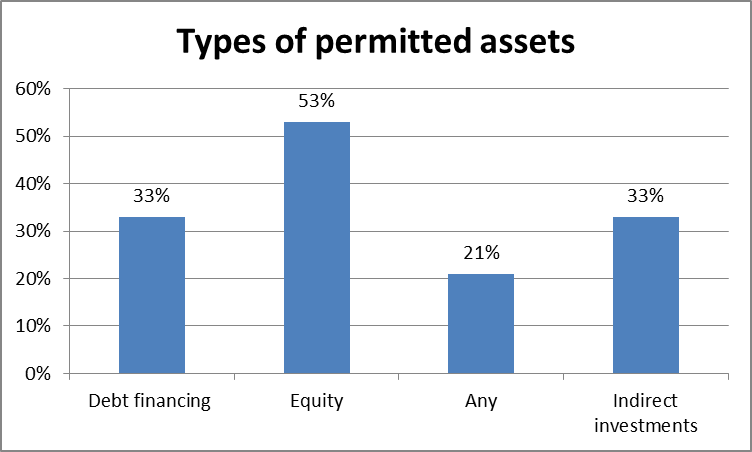 Types of permitted assets
60%
50%
40%
30%
20%
10%
0%
33%
53%
21%
33%
Debt financing
Equity
Any
Indirect
investments